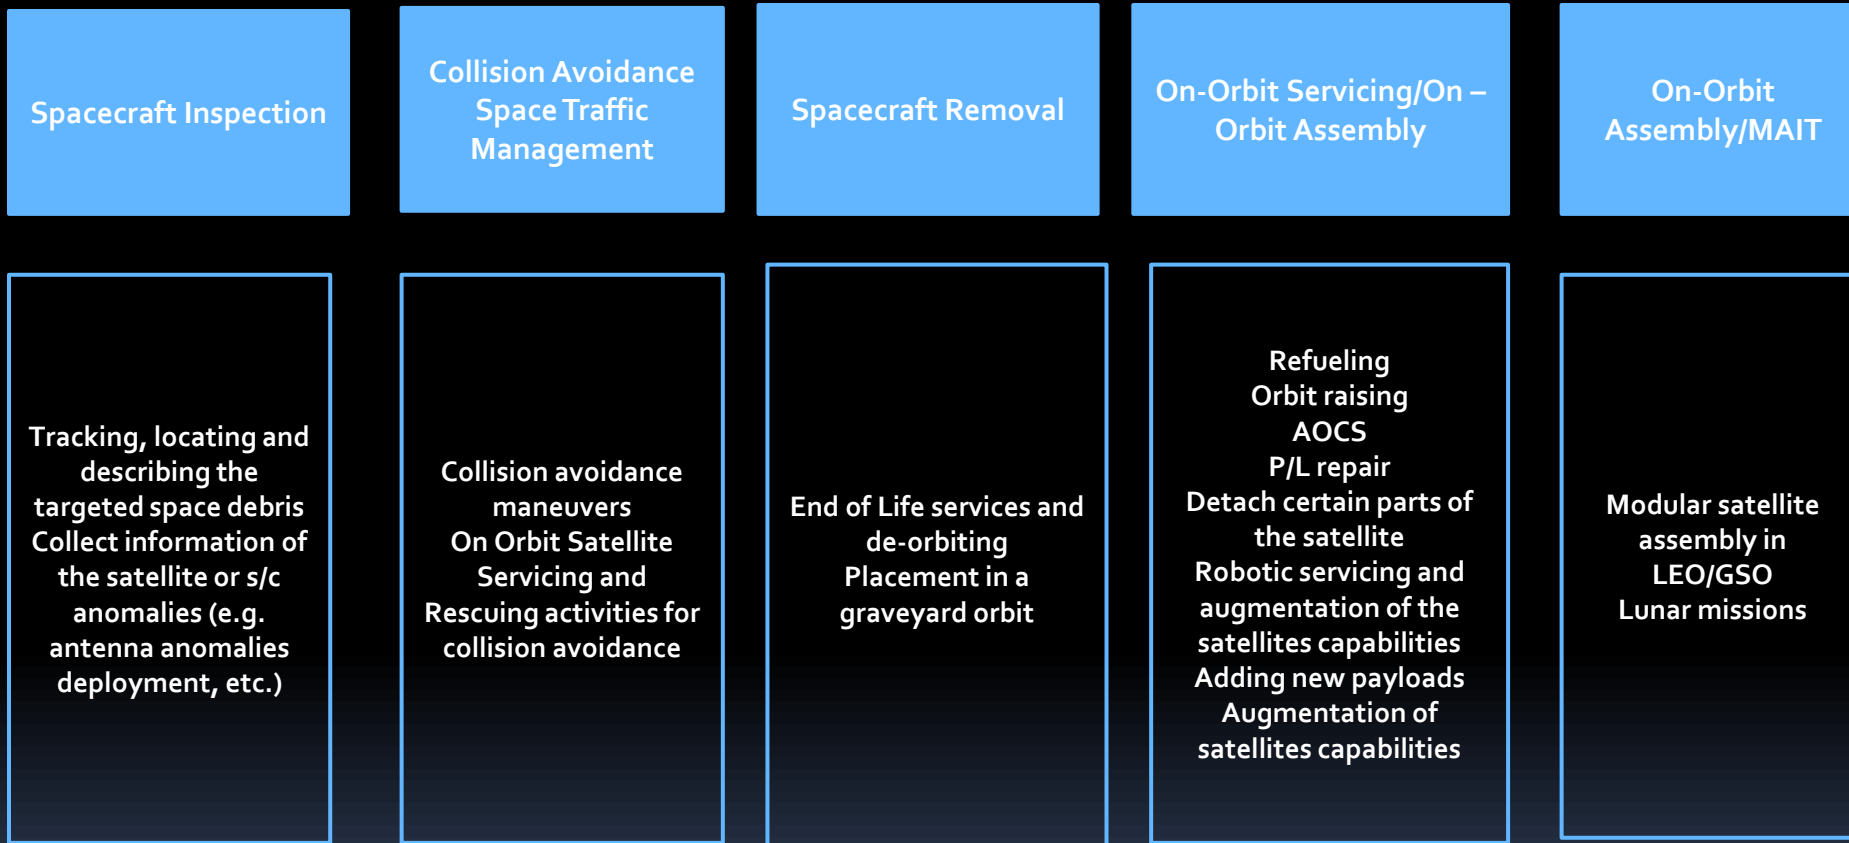 Spacecraft Inspection
Collision Avoidance
Space Traffic
Management
Spacecraft Removal
On-Orbit Servicing/On –
Orbit Assembly
On-Orbit
Assembly/MAIT
Tracking, locating and
describing the
targeted space debris
Collect information of
the satellite or s/c
anomalies (e.g.
antenna anomalies
deployment, etc.)
Collision avoidance
maneuvers
On Orbit Satellite
Servicing and
Rescuing activities for
collision avoidance
End of Life services and
de-orbiting
Placement in a
graveyard orbit
Refueling
Orbit raising
AOCS
P/L repair
Detach certain parts of
the satellite
Robotic servicing and
augmentation of the
satellites capabilities
Adding new payloads
Augmentation of
satellites capabilities
Modular satellite
assembly in
LEO/GSO
Lunar missions